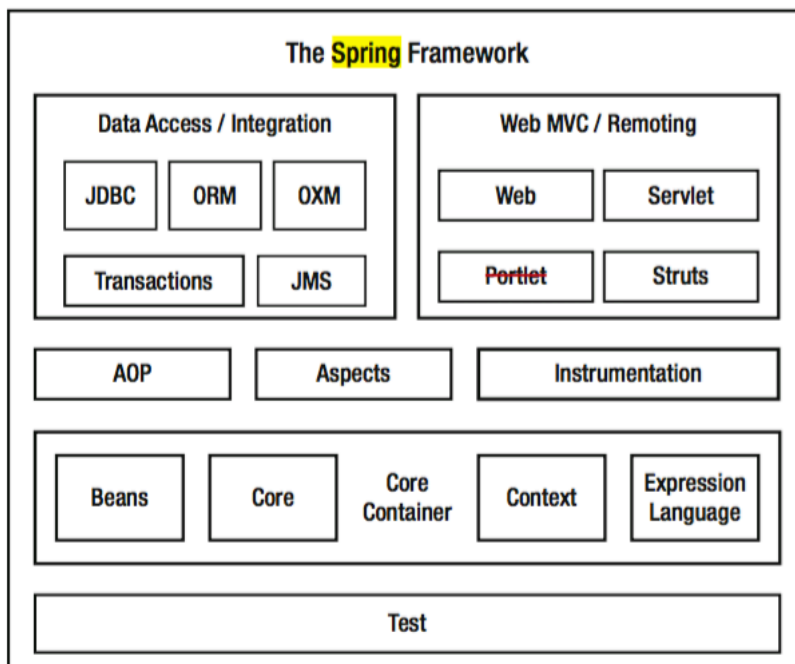 The Spring Framework
Data Access / Integration
Web MVC / Remoting
JDBC
ORM
OXM
Web
Servlet
Transactions
JMS
Portlet
Struts
AOP
Aspects
Instrumentation
Beans
Core
Core
Container
Context
Expression
Language
Test